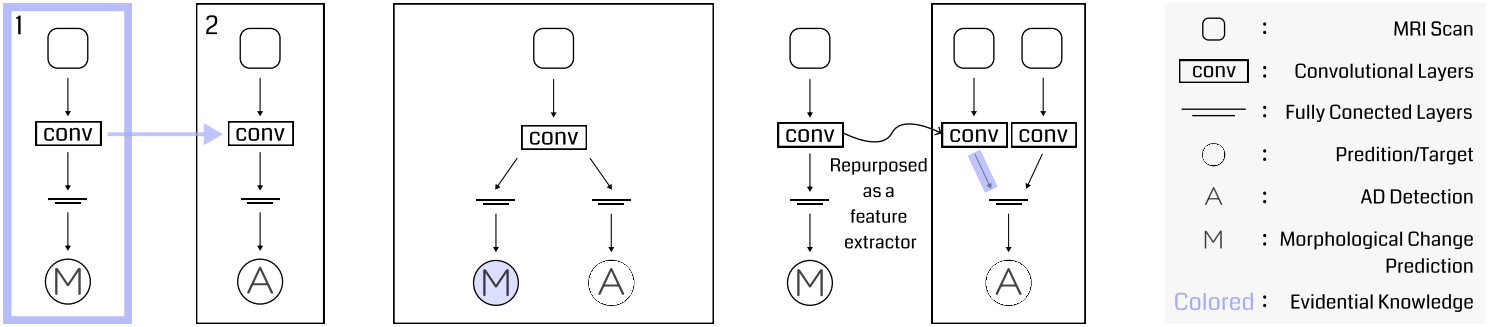 1
conv
M
2
conv
A
conv
M
A
conv
Repurposed
as a
feature
extractor
M
conv
conv
A
: MRI Scan
conv : Convolutional Layers
: Fully Conected Layers
: Predition/Target
A : AD Detection
M : Morphological Change
Prediction
Colored : Evidential Knowledge